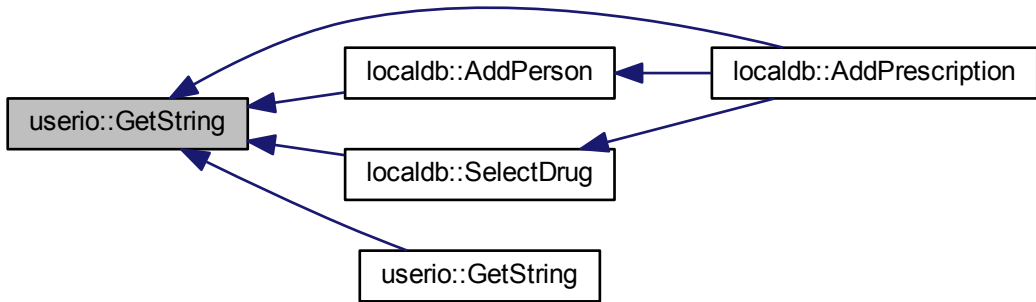 userio::GetString
localdb::AddPerson
localdb::AddPrescription
localdb::SelectDrug
userio::GetString